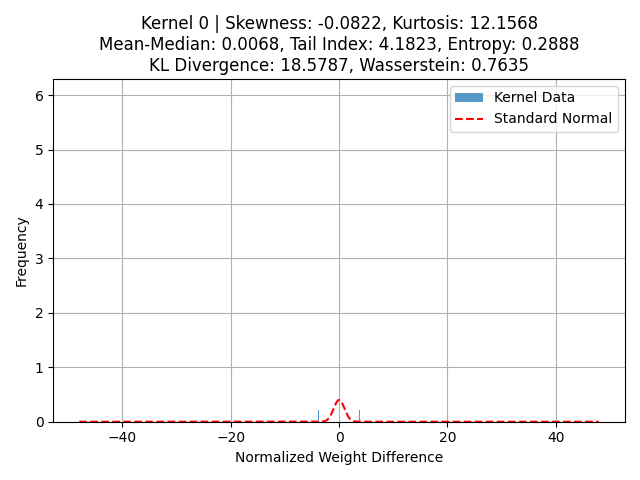 Kernel 0 | Skewness: -0.0822, Kurtosis: 12.1568
Mean-Median: 0.0068, Tail Index: 4.1823, Entropy: 0.2888
KL Divergence: 18.5787, Wasserstein: 0.7635
Kernel Data
Standard Normal
6
5
4
3
2
1
0
Frequency
−40
−20
0
20
40
Normalized Weight Difference